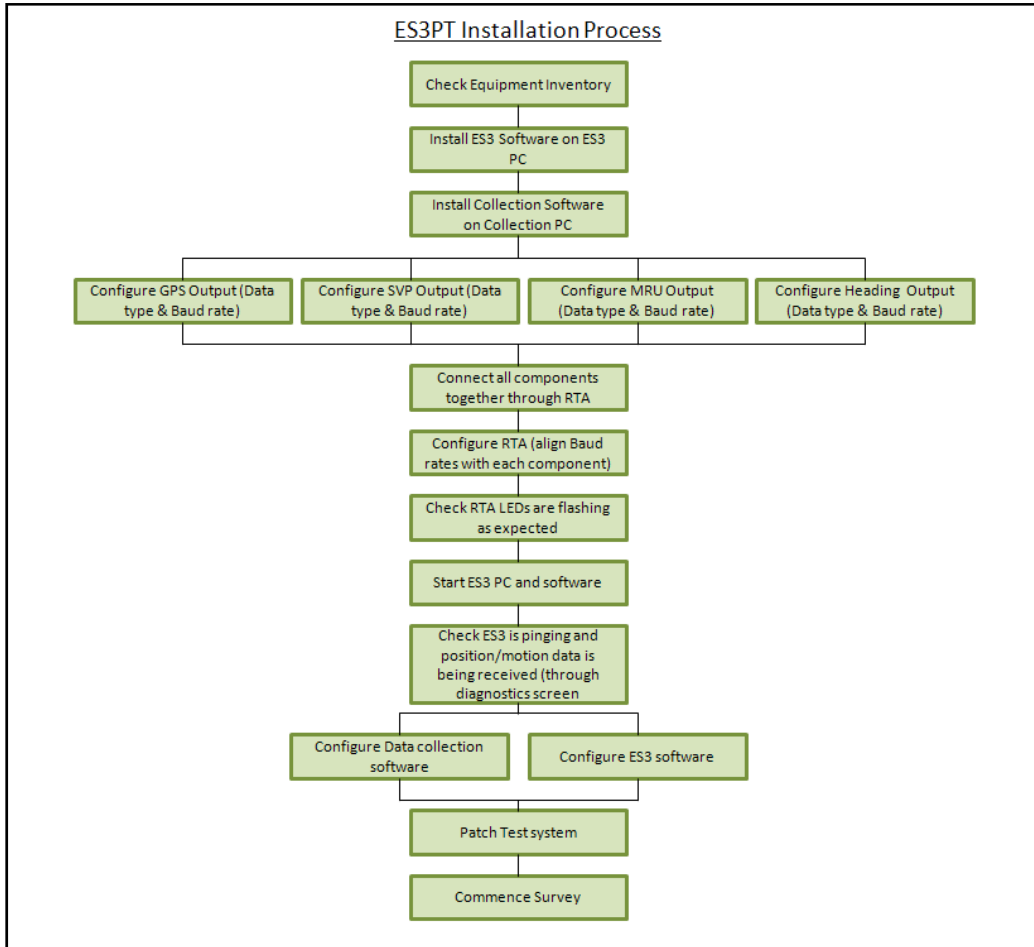 ES3PT Installation Process
Check Equipment Inventory
Install ES3 Software on ES3
PC
Install Collection Software
on Collection PC
Configure GPS Output (Data
type & Baud rate)
Configure SVP Output (Data
type & Baud rate)
Configure MRU Output
(Data type & Baud rate)
Configure Heading Output
(Data type & Baud rate)
Connect all components
together through RTA
Configure RTA (align Baud
rates with each component)
Check RTA LEDs are flashing
as expected
Start ES3 PC and software
Check ES3 is pinging and
position/motion data is
being received (through
diagnostics screen
Configure Data collection
software
Configure ES3 software
Patch Test system
Commence Survey